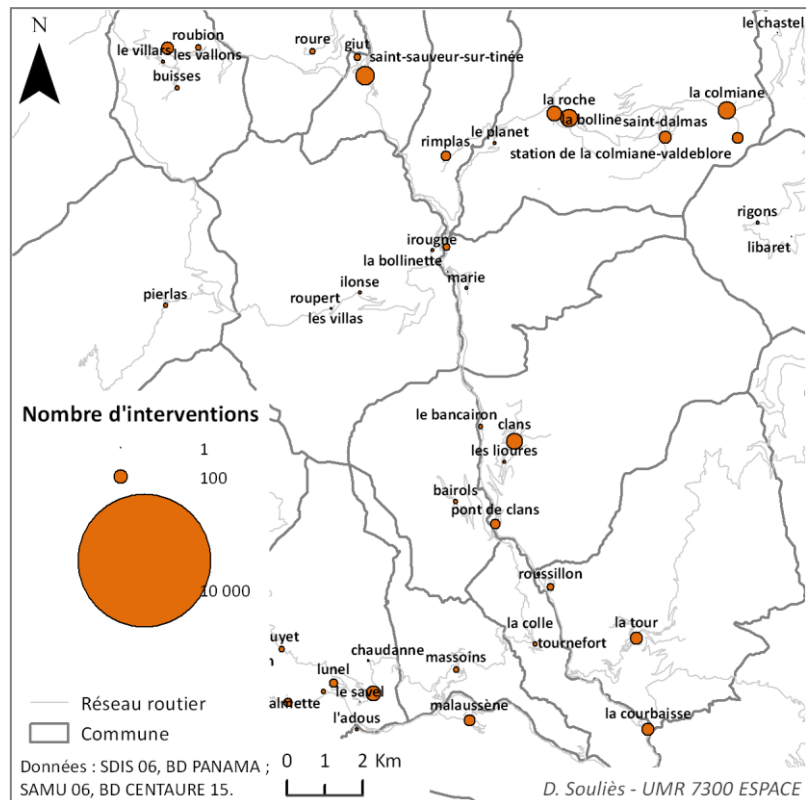 N
roubion
le villars
les vallons
buisses
roure
giut
saint-sauveur-sur-tinée
le chastel
la colmiane
la roche
la bolline
saint-dalmas
le planet
rimplas
station de la colmiane-valdeblore
rigons
libaret
irougne
la bollinette
marie
ilonse
roupert
les villas
pierlas
le bancairon
clans
les lioures
bairols
pont de clans
roussillon
la colle
tournefort
la tour
chaudanne
massoins
uyet
lunel
le savel
almette
l'adous
malaussène
la courbaisse
Nombre d'interventions
1
100
10 000
Réseau routier
Commune
Données : SDIS 06, BD PANAMA ;
SAMU 06, BD CENTAURE 15.
0 1 2 Km
D. Souliès - UMR 7300 ESPACE